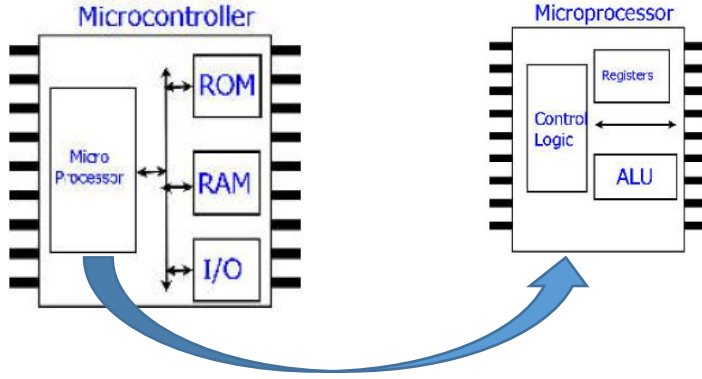 Microcontroller
Micro
Processor
ROM
RAM
I/O
Microprocessor
Control
Logic
Registers
ALU